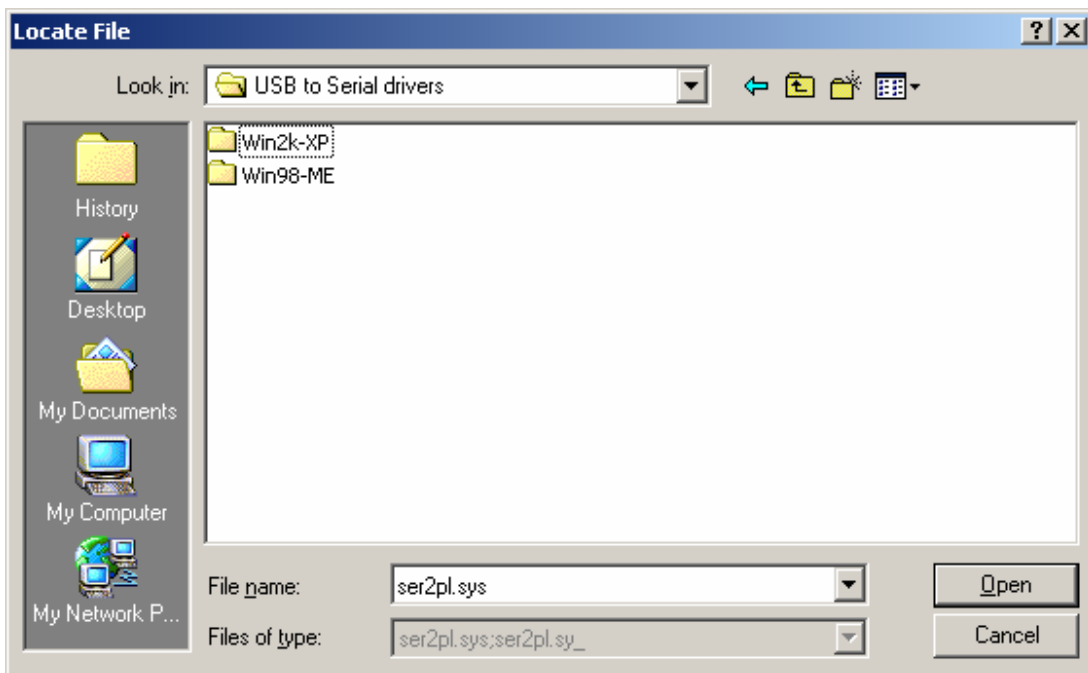 Locate File
Look in: USB to Serial drivers
Win2k-XP
Win98-ME
History
Desktop
My Documents
My Computer
My Network P...
File name: ser2pl.sys Open
Files of type: ser2pl.sys;ser2pl.sy_ Cancel